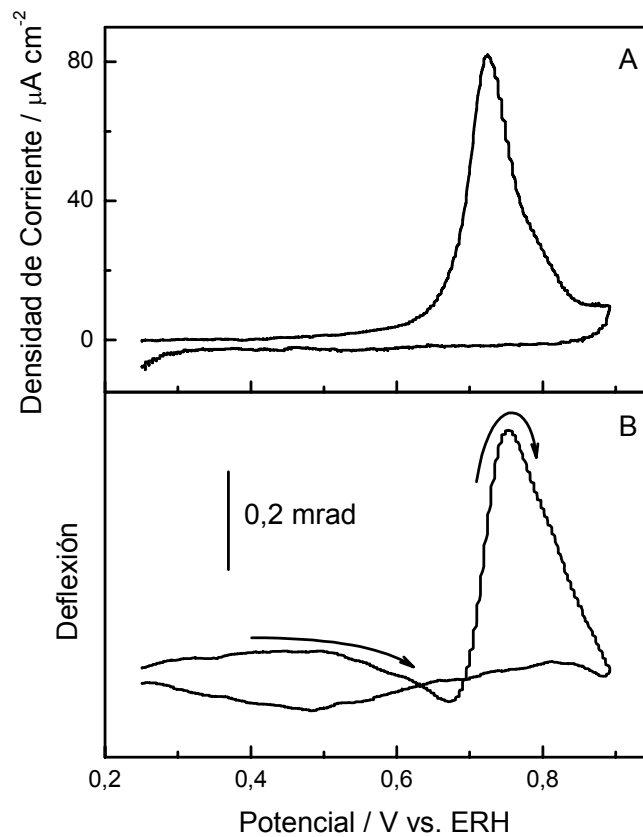 A
80
40
0
Densidad de Corriente / μA cm-2
B
0,2 mrad
Deflexión
0,2
0,4
0,6
0,8
Potencial / V vs. ERH